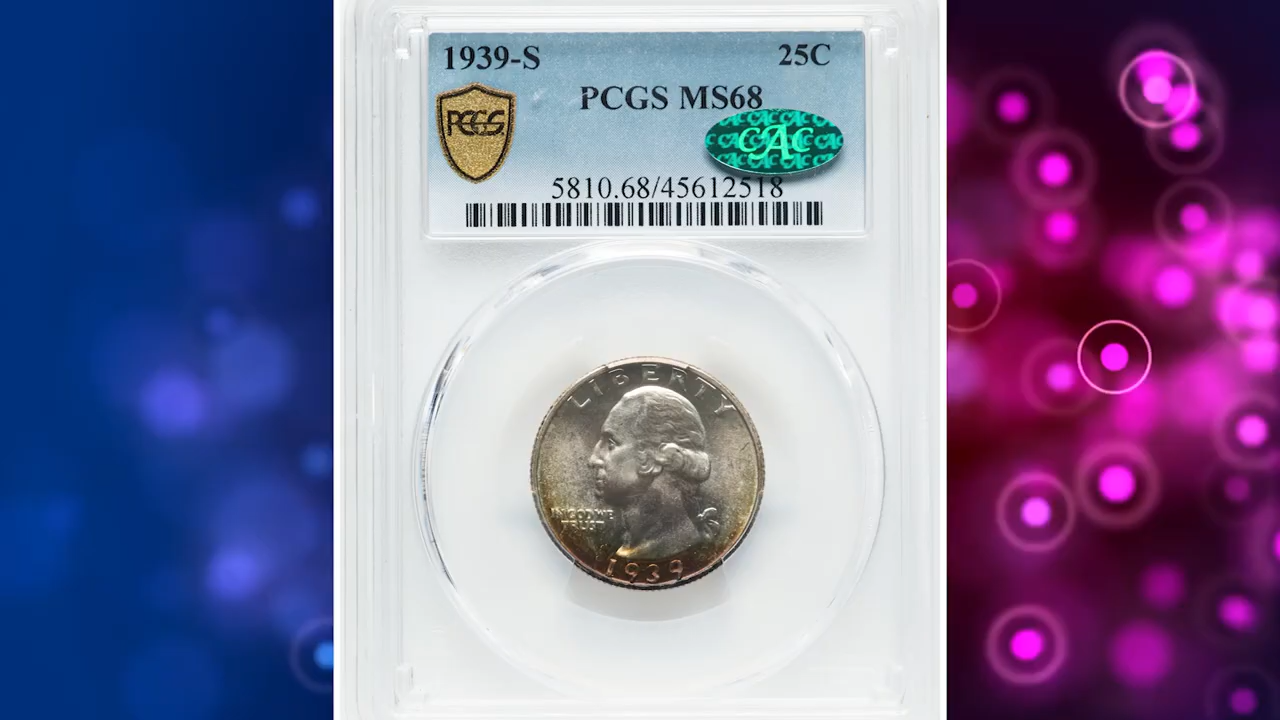 1939-S 25C
PCGS MS68
PCGS
CAC
5810.68/45612518
LIBERTY
IN GOD WE
TRUST
1939